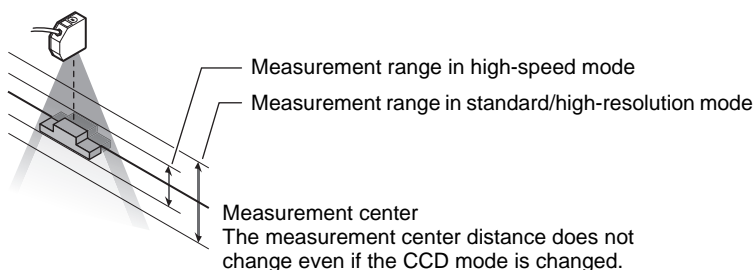 Measurement range in high-speed mode
Measurement range in standard/high-resolution mode
Measurement center
The measurement center distance does not
change even if the CCD mode is changed.